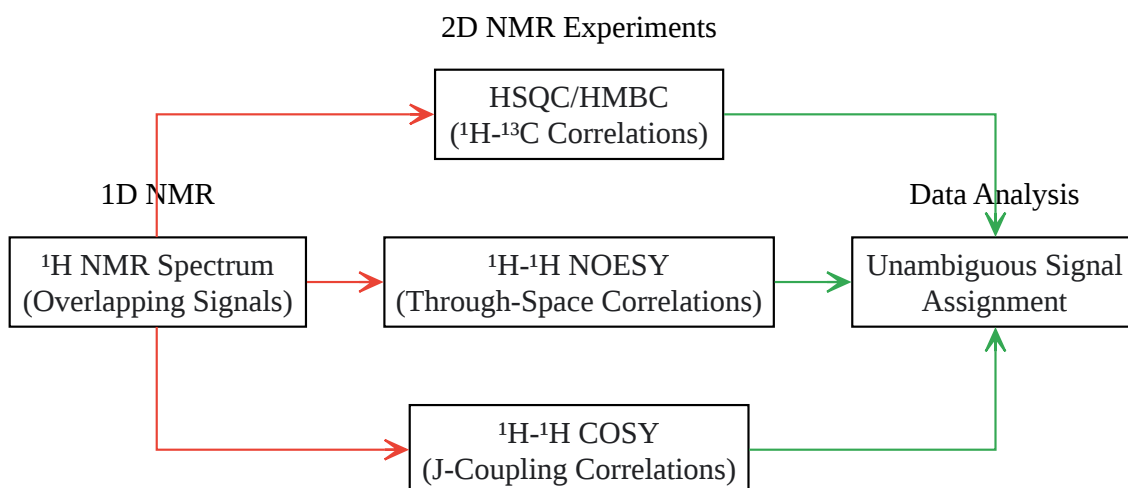 2D NMR Experiments
HSQC/HMBC
(¹H-¹³C Correlations)
1D NMR
Data Analysis
¹H NMR Spectrum
(Overlapping Signals)
¹H-¹H NOESY
(Through-Space Correlations)
Unambiguous Signal
Assignment
¹H-¹H COSY
(J-Coupling Correlations)